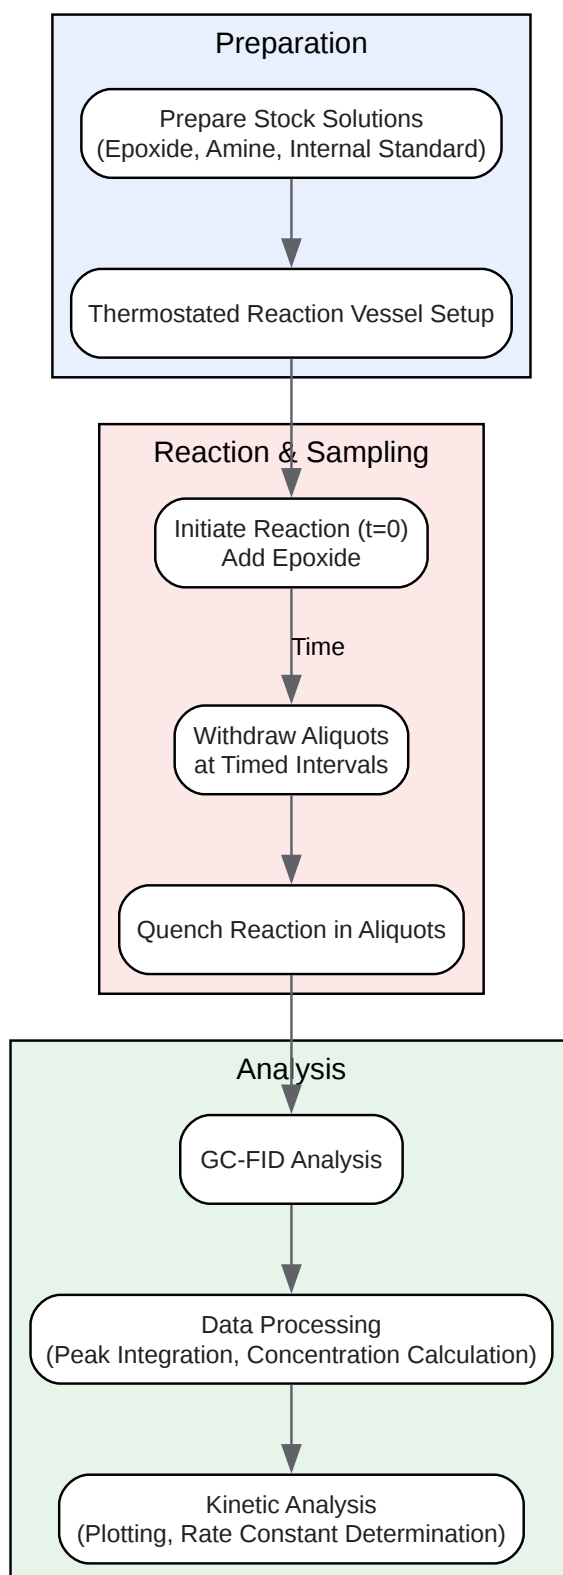 Preparation
Prepare Stock Solutions
(Epoxide, Amine, Internal Standard)
Thermostated Reaction Vessel Setup
Reaction & Sampling
Initiate Reaction (t=0)
Add Epoxide
Time
Withdraw Aliquots
at Timed Intervals
Quench Reaction in Aliquots
Analysis
GC-FID Analysis
Data Processing
(Peak Integration, Concentration Calculation)
Kinetic Analysis
(Plotting, Rate Constant Determination)